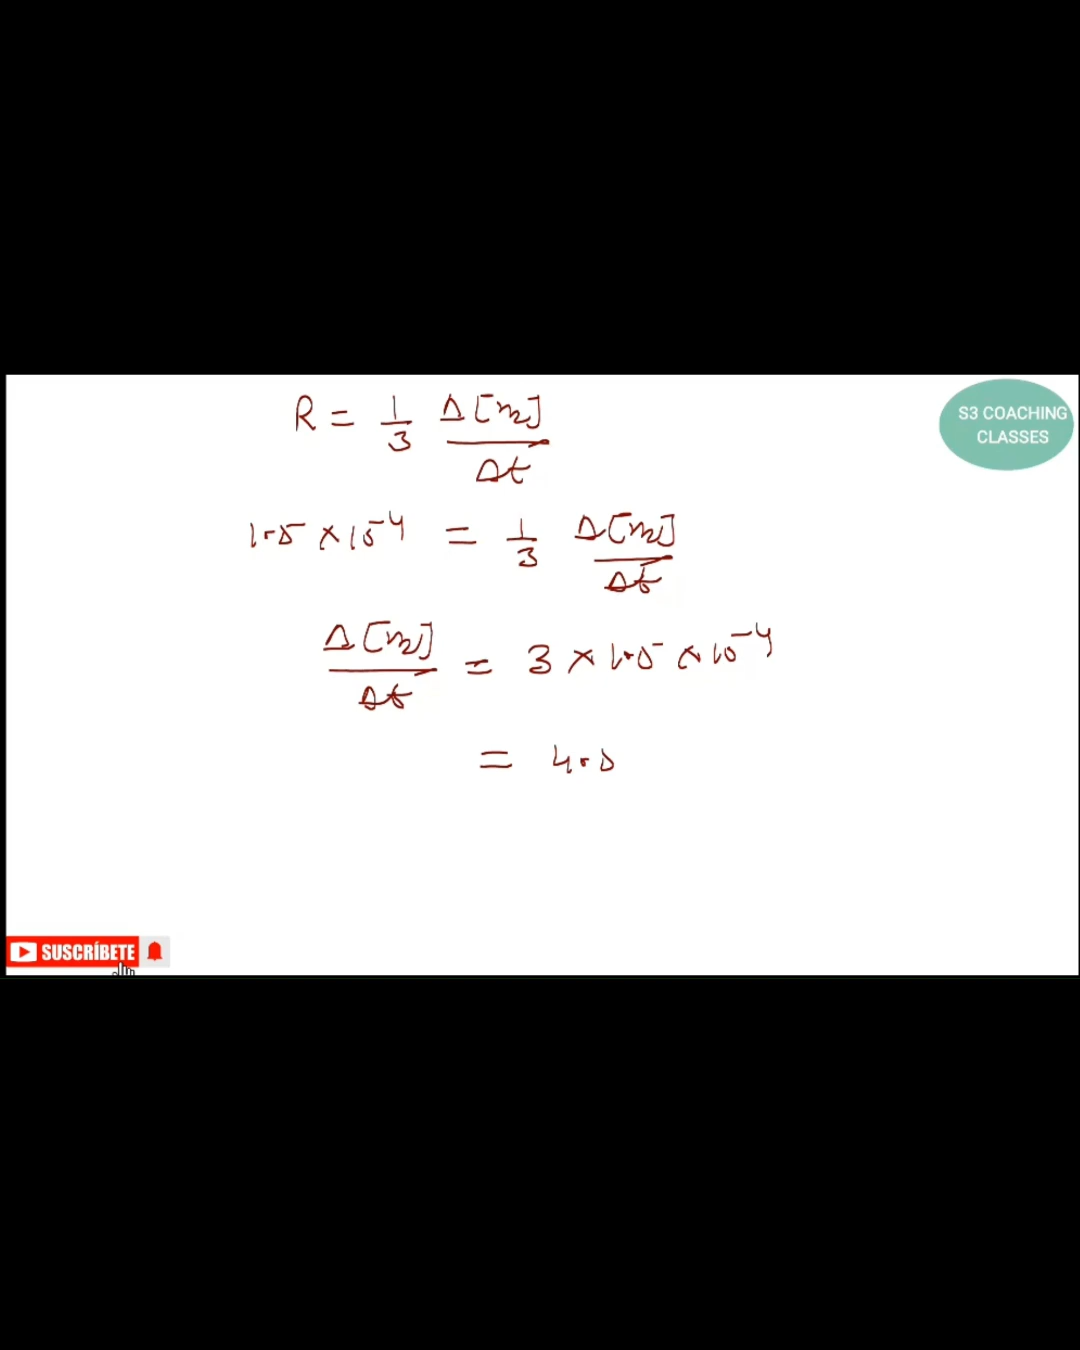 R = 1/3 Δ[n2]/Δt
S3 COACHING
CLASSES
1.5 × 10⁻⁴ = 1/3 Δ[n2]/Δt
Δ[n2]/Δt = 3 × 1.5 × 10⁻⁴
= 4.5
SUSCRÍBETE